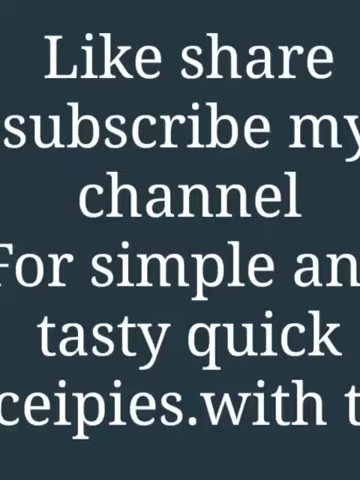 Like share
subscribe my
channel
For simple an
tasty quick
ceipies.with t